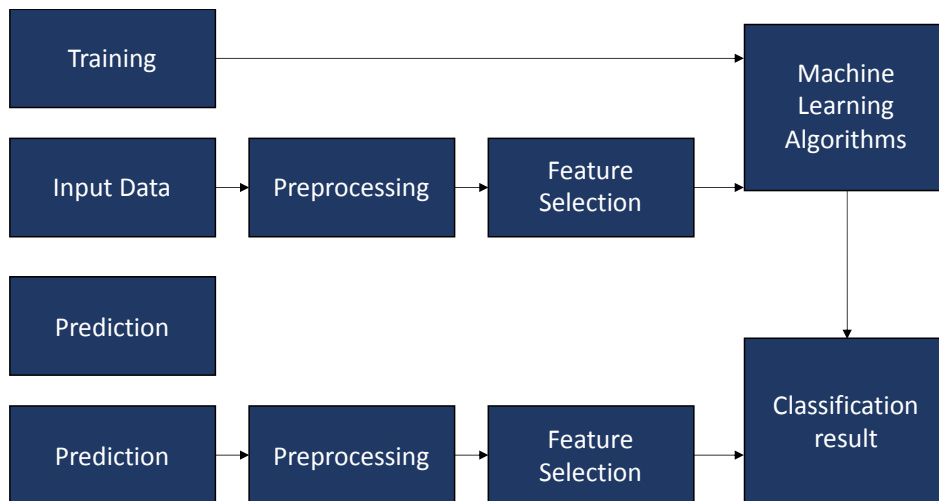 Training
Machine
Learning
Algorithms
Input Data
Preprocessing
Feature
Selection
Prediction
Classification
result
Prediction
Preprocessing
Feature
Selection